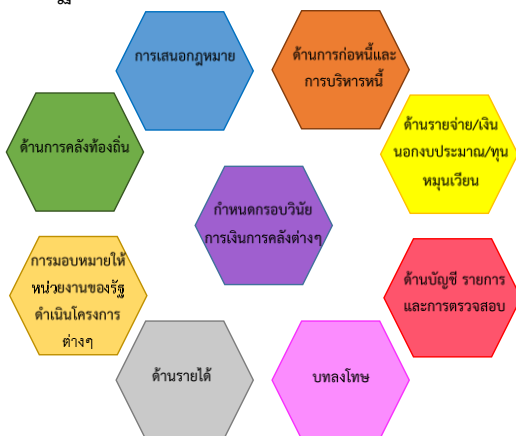 การเสนอกฎหมาย
ด้านการก่อหนี้และ
การบริหารหนี้
ด้านรายจ่าย/เงิน
นอกงบประมาณ/ทุน
หมุนเวียน
ด้านการคลังท้องถิ่น
กำหนดกรอบวินัย
การเงินการคลังต่างๆ
การมอบหมายให้
หน่วยงานของรัฐ
ดำเนินโครงการ
ต่างๆ
ด้านบัญชี รายการ
และการตรวจสอบ
ด้านรายได้
บทลงโทษ